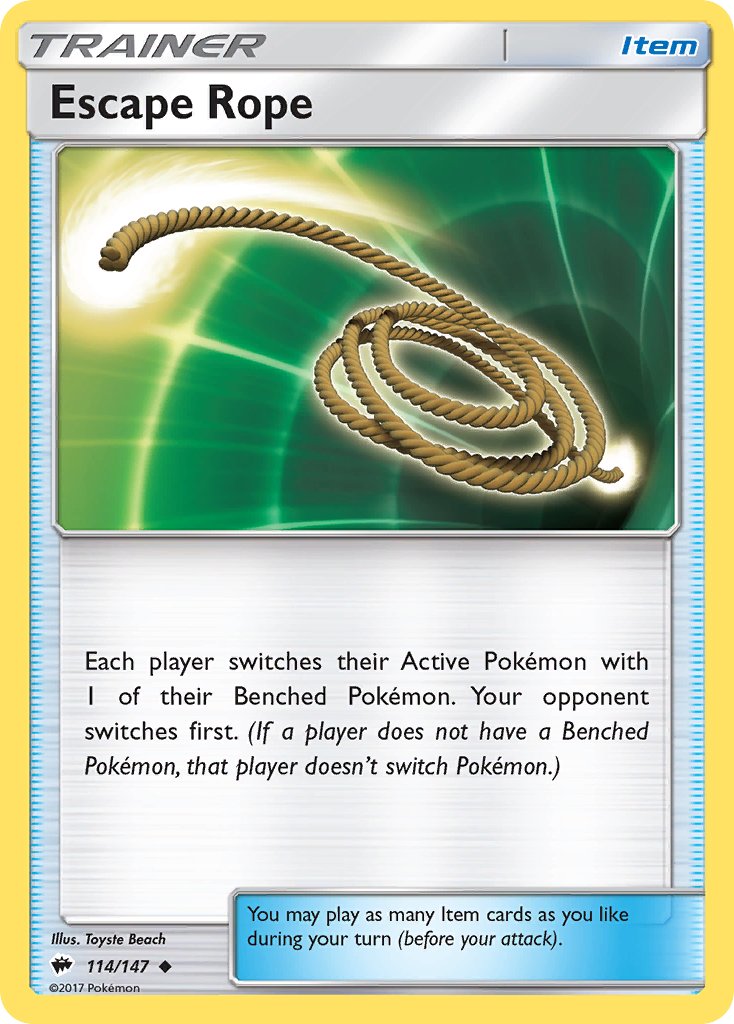 TRAINER
Item
Escape Rope
Each player switches their Active Pokémon with
1 of their Benched Pokémon. Your opponent
switches first. (If a player does not have a Benched
Pokémon, that player doesn't switch Pokémon.)
You may play as many Item cards as you like
during your turn (before your attack).
Illus. Toyste Beach
114/147
©2017 Pokémon